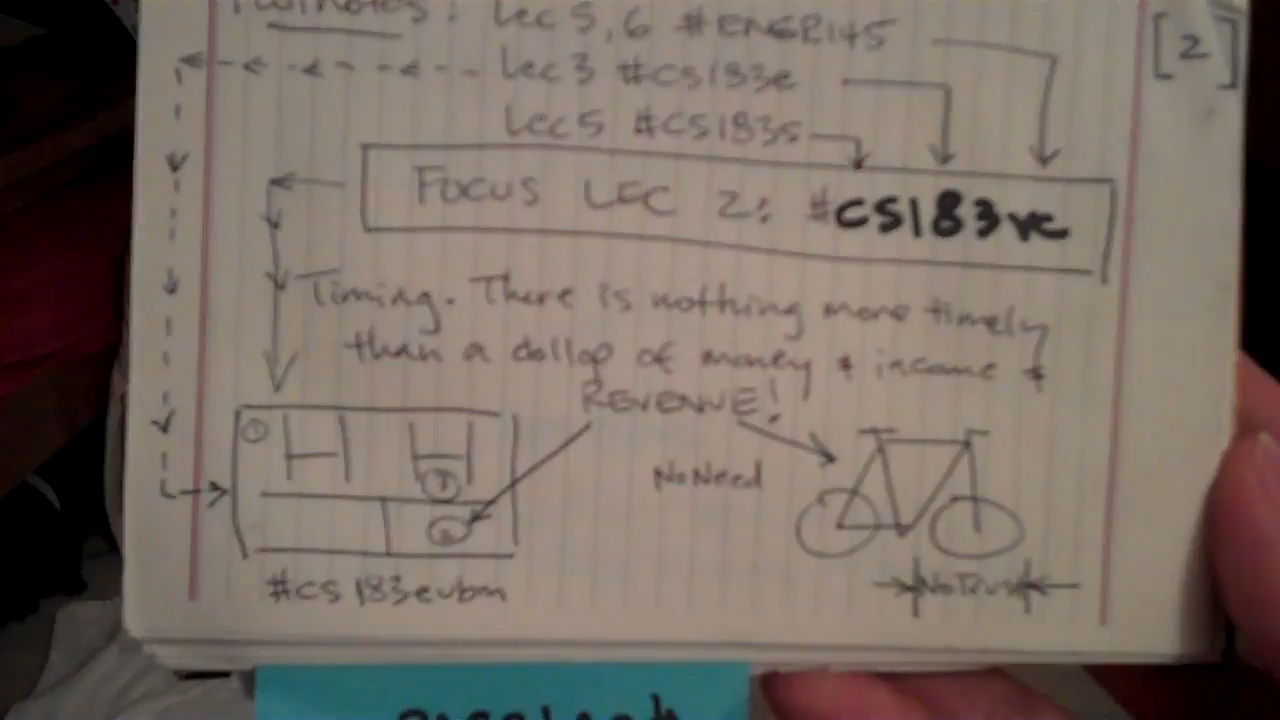 Lec 5,6 #ENGR145
[2]
Lec 3 #CS183e
Lec 5 #CS183s
FOCUS LEC 2: #CS183vc
Timing. There is nothing more timely
than a dollop of money & income &
REVENUE!
1
No Need
#cs183evbm
No Trust